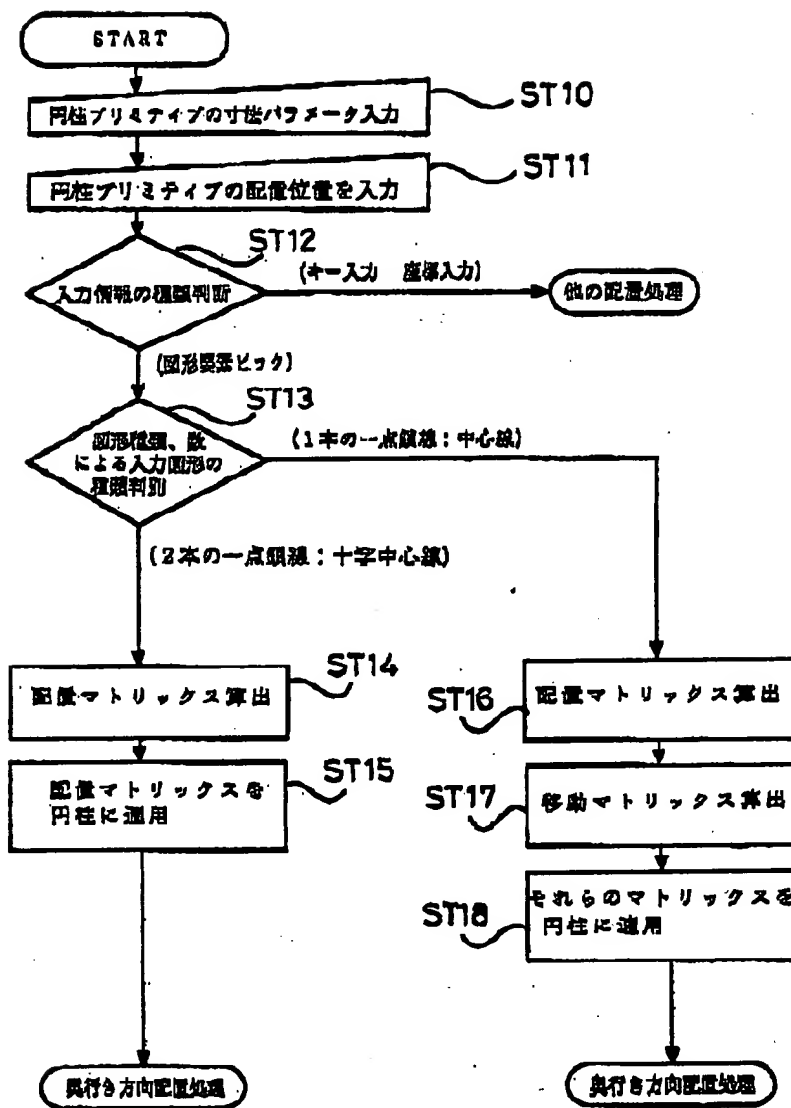 START
円柱プリミティブの寸法パラメータ入力
ST10
円柱プリミティブの配置位置を入力
ST11
ST12
入力情報の種類判断
(キー入力 座標入力)
他の配置処理
(図形要素ピック)
ST13
図形種類、数
による入力図形の
種類判別
(1本の一点鎖線:中心線)
(2本の一点鎖線:十字中心線)
配置マトリックス算出
ST14
配置マトリックスを
円柱に適用
ST15
ST16
配置マトリックス算出
ST17
移動マトリックス算出
ST18
それらのマトリックスを
円柱に適用
奥行き方向配置処理
奥行き方向配置処理